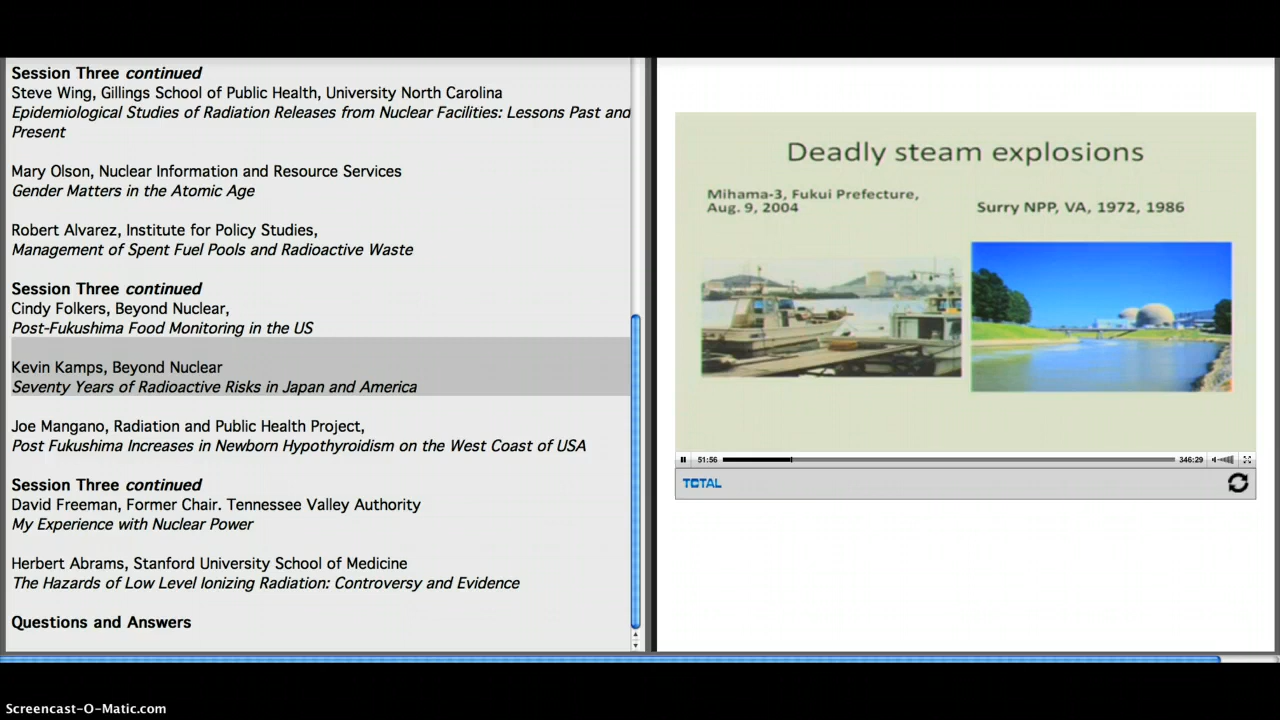 Session Three continued
Steve Wing, Gillings School of Public Health, University North Carolina
Epidemiological Studies of Radiation Releases from Nuclear Facilities: Lessons Past and
Present
Mary Olson, Nuclear Information and Resource Services
Gender Matters in the Atomic Age
Robert Alvarez, Institute for Policy Studies,
Management of Spent Fuel Pools and Radioactive Waste
Session Three continued
Cindy Folkers, Beyond Nuclear,
Post-Fukushima Food Monitoring in the US
Kevin Kamps, Beyond Nuclear
Seventy Years of Radioactive Risks in Japan and America
Joe Mangano, Radiation and Public Health Project,
Post Fukushima Increases in Newborn Hypothyroidism on the West Coast of USA
Session Three continued
David Freeman, Former Chair. Tennessee Valley Authority
My Experience with Nuclear Power
Herbert Abrams, Stanford University School of Medicine
The Hazards of Low Level Ionizing Radiation: Controversy and Evidence
Questions and Answers
Deadly steam explosions
Mihama-3, Fukui Prefecture,
Aug. 9, 2004
Surry NPP, VA, 1972, 1986
51:56
346:29
TOTAL
Screencast-O-Matic.com